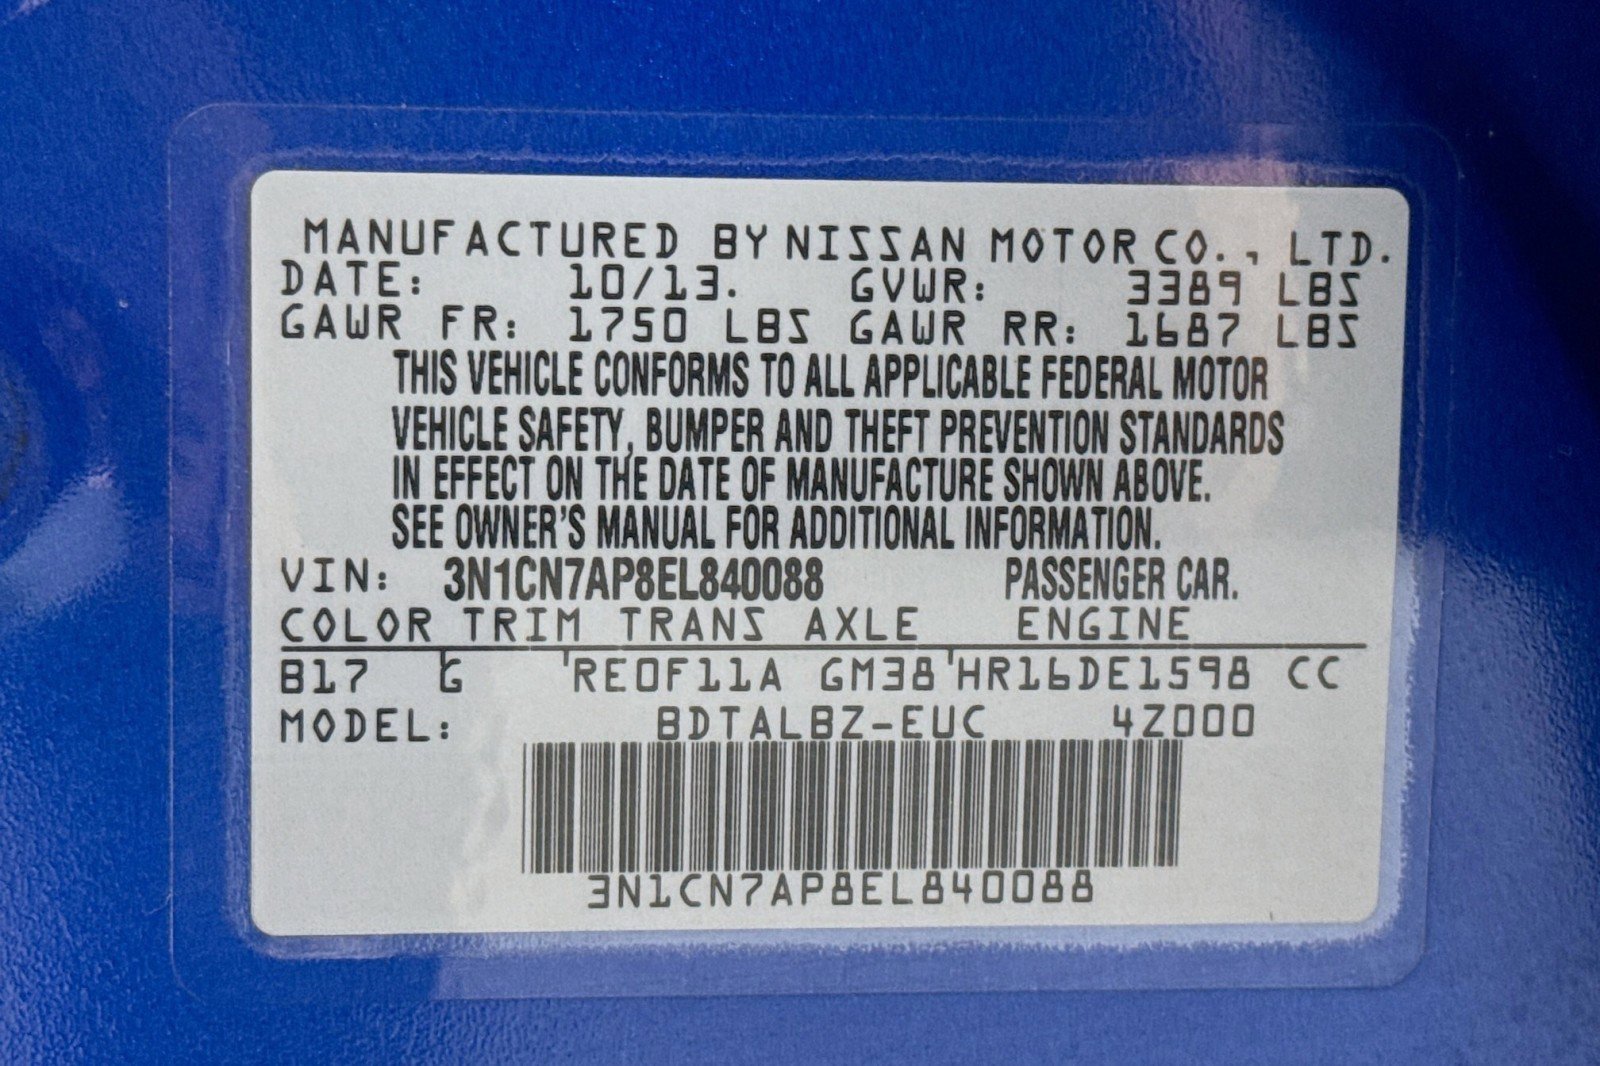 MANUFACTURED BY NISSAN MOTOR CO., LTD.
DATE: 10/13. GVWR: 3389 LBS
GAWR FR: 1750 LBS GAWR RR: 1687 LBS
THIS VEHICLE CONFORMS TO ALL APPLICABLE FEDERAL MOTOR
VEHICLE SAFETY, BUMPER AND THEFT PREVENTION STANDARDS
IN EFFECT ON THE DATE OF MANUFACTURE SHOWN ABOVE.
SEE OWNER'S MANUAL FOR ADDITIONAL INFORMATION.
VIN: 3N1CN7AP8EL840088 PASSENGER CAR.
COLOR TRIM TRANS AXLE ENGINE
B17 G RE0F11A GM38 HR16DE1598 CC
MODEL: BDTALBZ-EUC 4Z000
3N1CN7AP8EL840088